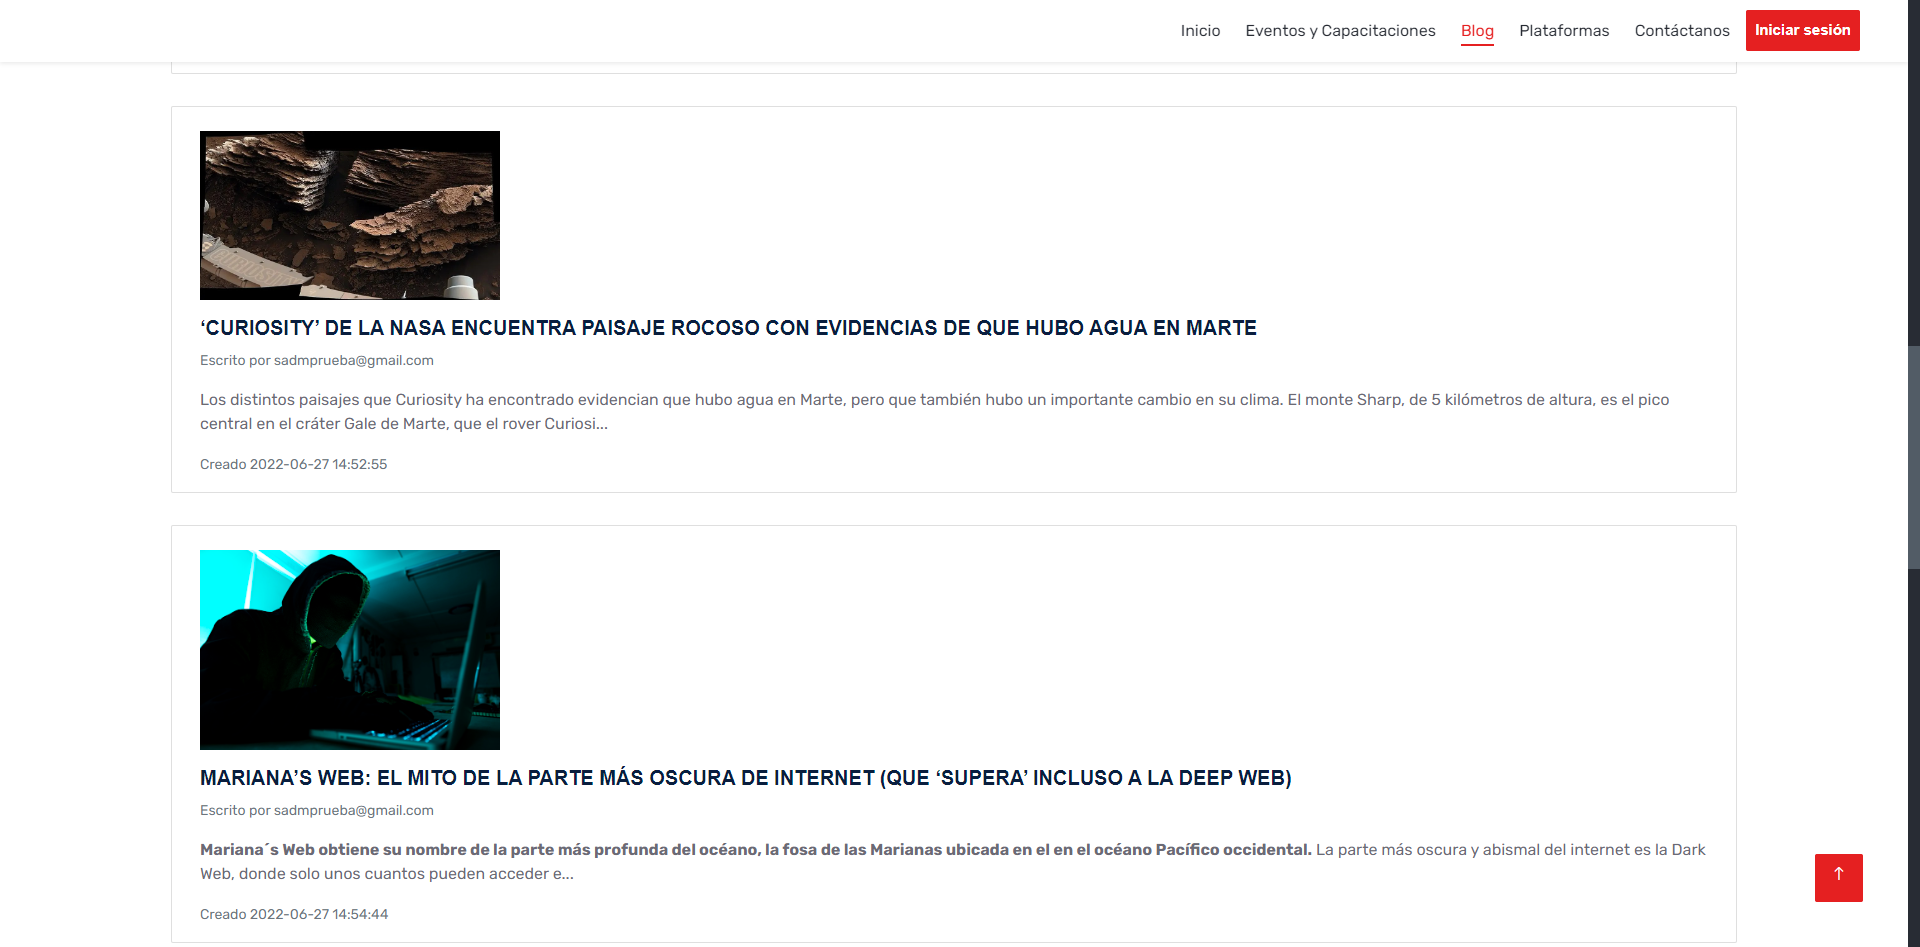 Inicio Eventos y Capacitaciones Blog Plataformas Contáctanos Iniciar sesión
‘CURIOSITY’ DE LA NASA ENCUENTRA PAISAJE ROCOSO CON EVIDENCIAS DE QUE HUBO AGUA EN MARTE
Escrito por sadmprueba@gmail.com
Los distintos paisajes que Curiosity ha encontrado evidencian que hubo agua en Marte, pero que también hubo un importante cambio en su clima. El monte Sharp, de 5 kilómetros de altura, es el pico
central en el cráter Gale de Marte, que el rover Curiosi...
Creado 2022-06-27 14:52:55
MARIANA’S WEB: EL MITO DE LA PARTE MÁS OSCURA DE INTERNET (QUE ‘SUPERA’ INCLUSO A LA DEEP WEB)
Escrito por sadmprueba@gmail.com
Mariana´s Web obtiene su nombre de la parte más profunda del océano, la fosa de las Marianas ubicada en el en el océano Pacífico occidental. La parte más oscura y abismal del internet es la Dark
Web, donde solo unos cuantos pueden acceder e...
Creado 2022-06-27 14:54:44